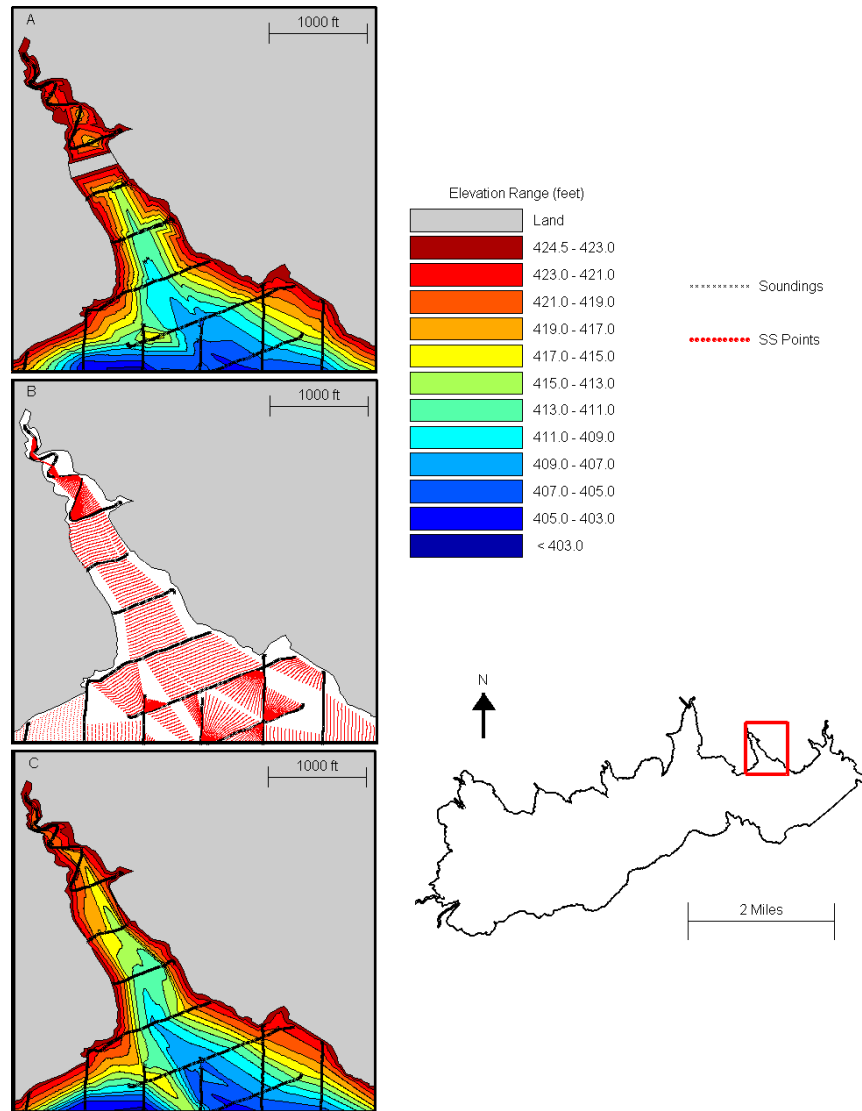 A
1000 ft
B
1000 ft
C
1000 ft
Elevation Range (feet)
Land
424.5 - 423.0
423.0 - 421.0
421.0 - 419.0
419.0 - 417.0
417.0 - 415.0
415.0 - 413.0
413.0 - 411.0
411.0 - 409.0
409.0 - 407.0
407.0 - 405.0
405.0 - 403.0
< 403.0
Soundings
SS Points
N
2 Miles